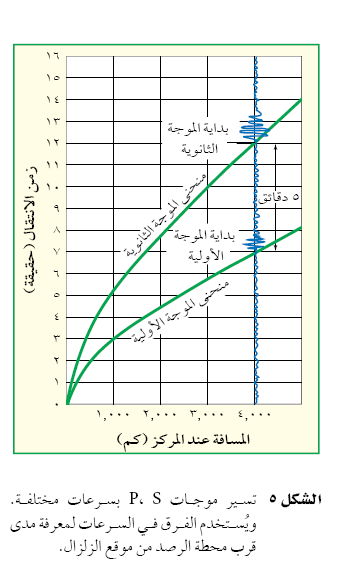 ١٦
١٥
١٤
١٣
١٢
١١
١٠
٩
٨
٧
٦
٥
٤
٣
٢
١
٠
زمن الانتقال (حقيقة)
بداية الموجة
الثانوية
٥ دقائق
منحنى الموجة الثانوية
بداية الموجة
الأولية
منحنى الموجة الأولية
١,٠٠٠ ٢,٠٠٠ ٣,٠٠٠ ٤,٠٠٠
المسافة عند المركز (كم)
الشكل ٥ تسير موجات P، S بسرعات مختلفة.
ويُستخدم الفرق في السرعات لمعرفة مدى
قرب محطة الرصد من موقع الزلزال.